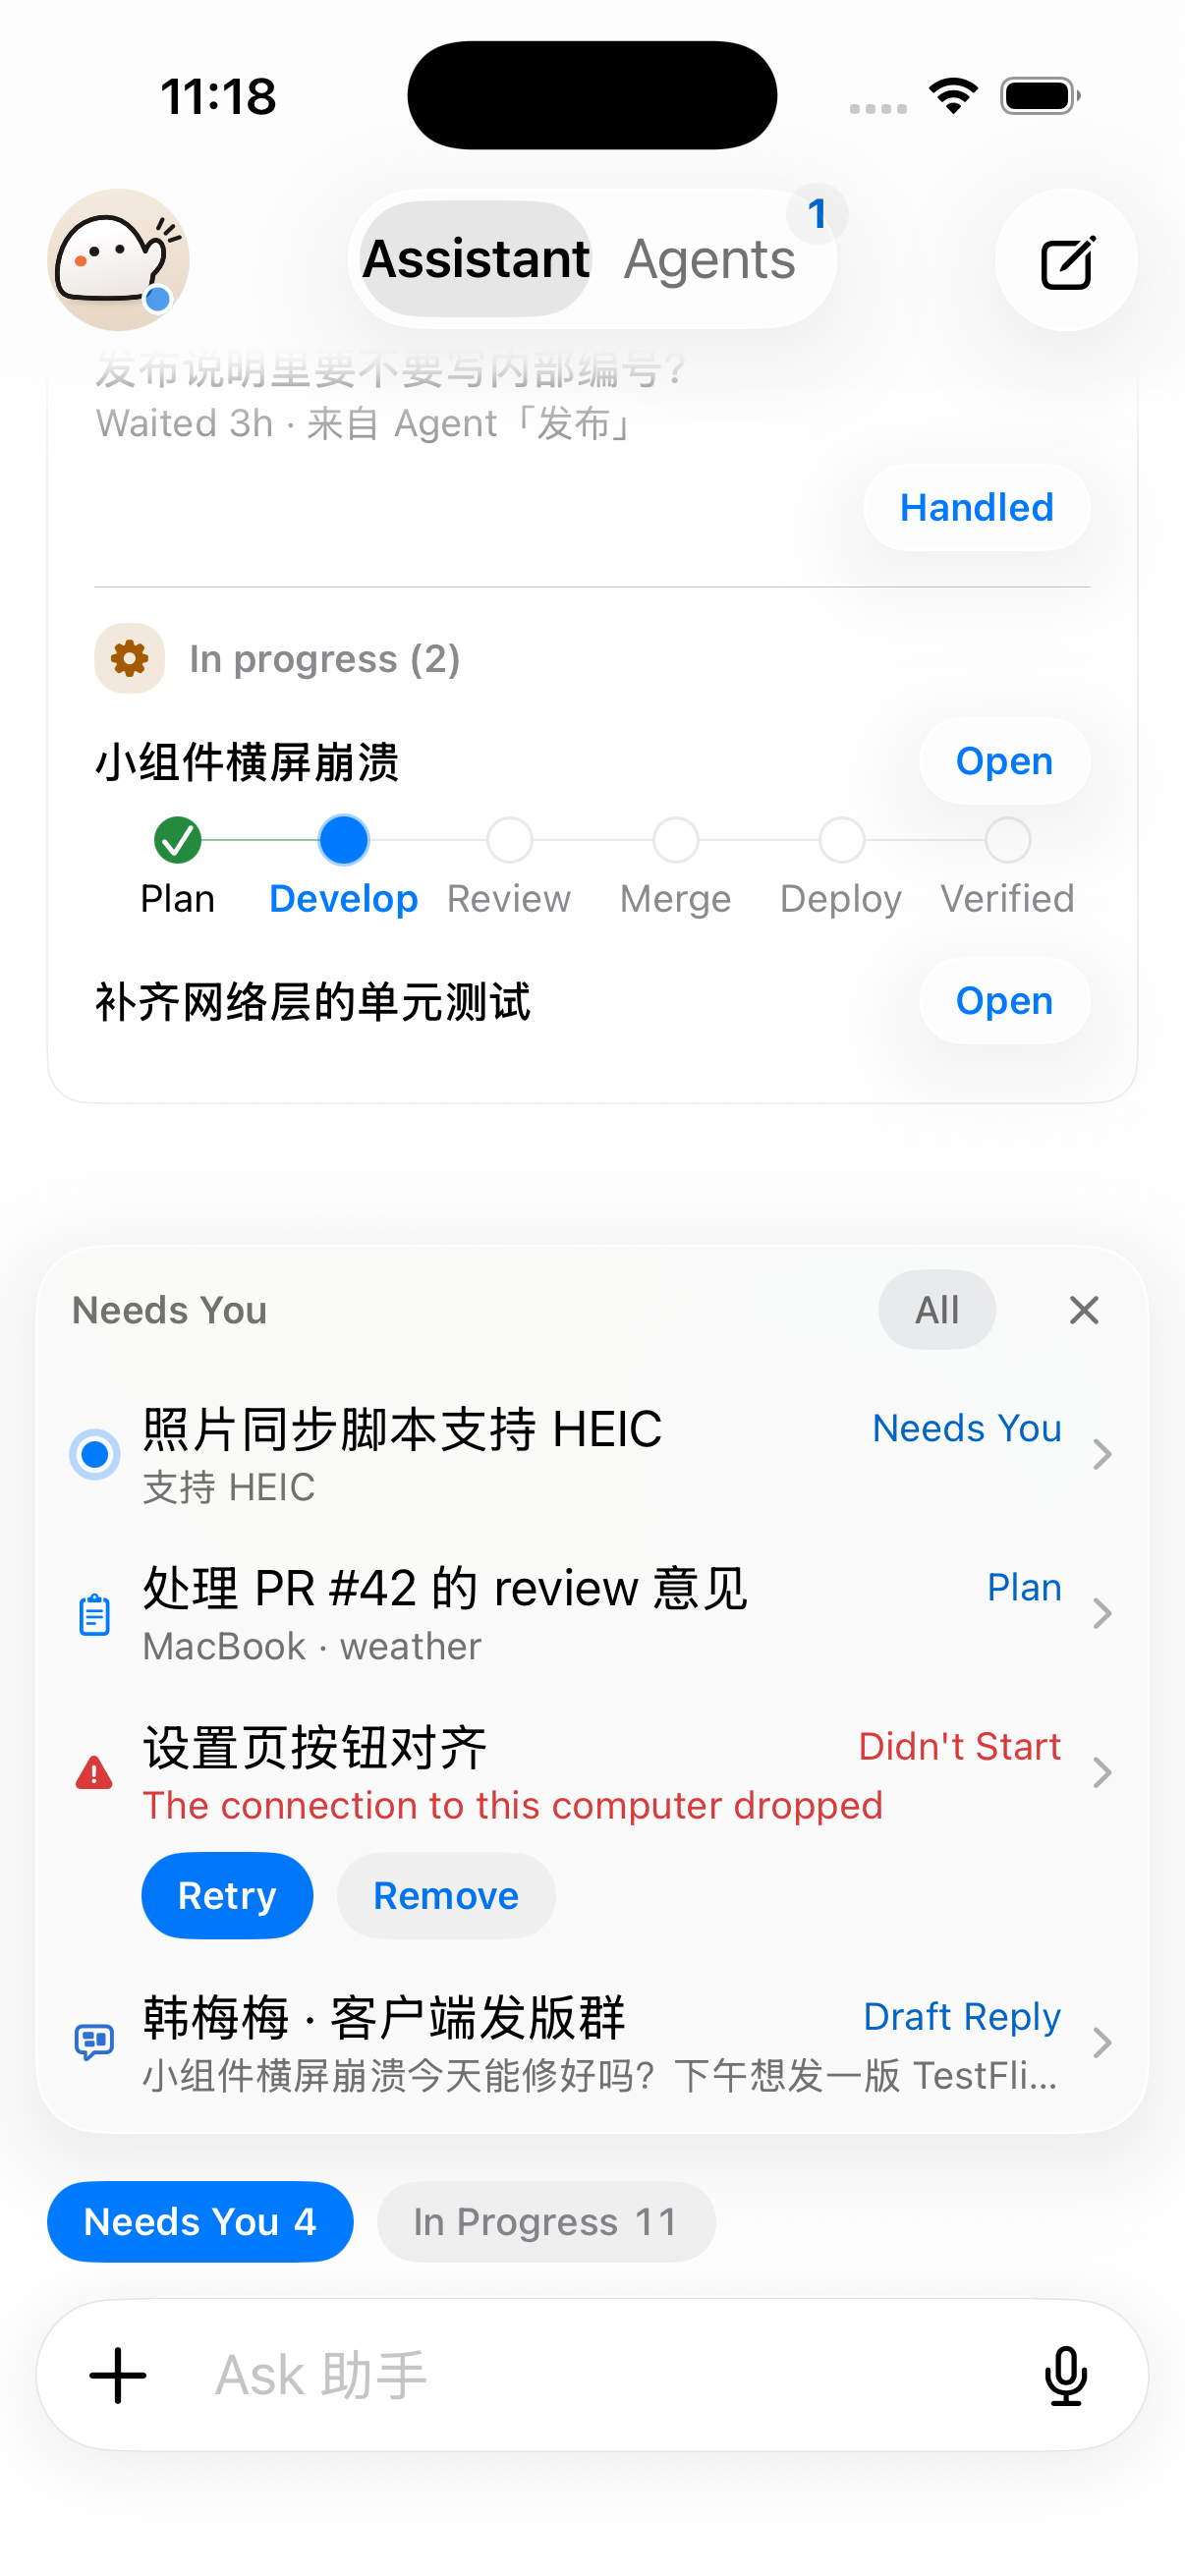 11:18
Assistant
Agents
1
发布说明里要不要写内部编号?
Waited 3h · 来自 Agent「发布」
Handled
In progress (2)
小组件横屏崩溃
Open
Plan
Develop
Review
Merge
Deploy
Verified
补齐网络层的单元测试
Open
Needs You
All
照片同步脚本支持 HEIC
Needs You
支持 HEIC
处理 PR #42 的 review 意见
Plan
MacBook · weather
设置页按钮对齐
Didn't Start
The connection to this computer dropped
Retry
Remove
韩梅梅 · 客户端发版群
Draft Reply
小组件横屏崩溃今天能修好吗？下午想发一版 TestFli...
Needs You 4
In Progress 11
Ask 助手